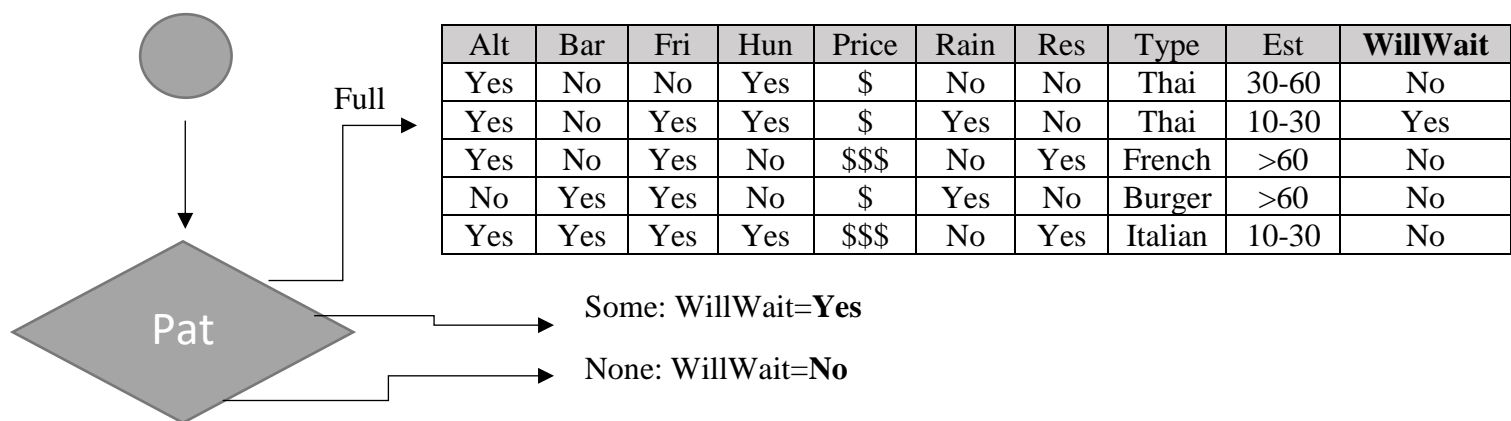 Alt Bar Fri Hun Price Rain Res Type Est WillWait
Yes No No Yes $ No No Thai 30-60 No
Full
Yes No Yes Yes $ Yes No Thai 10-30 Yes
Yes No Yes No $$$ No Yes French >60 No
No Yes Yes No $ Yes No Burger >60 No
Yes Yes Yes Yes $$$ No Yes Italian 10-30 No
Some: WillWait=Yes
Pat
None: WillWait=No